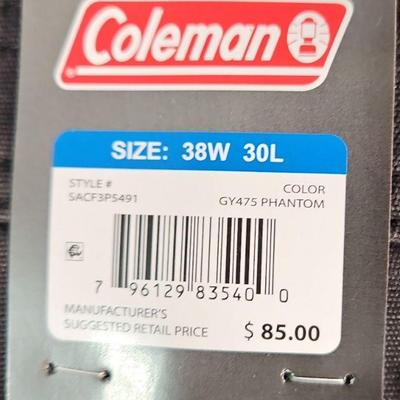 Coleman
SIZE: 38W 30L
STYLE #
SACF3P5491
COLOR
GY475 PHANTOM
7 96129 83540 0
MANUFACTURER'S
SUGGESTED RETAIL PRICE
$ 85.00